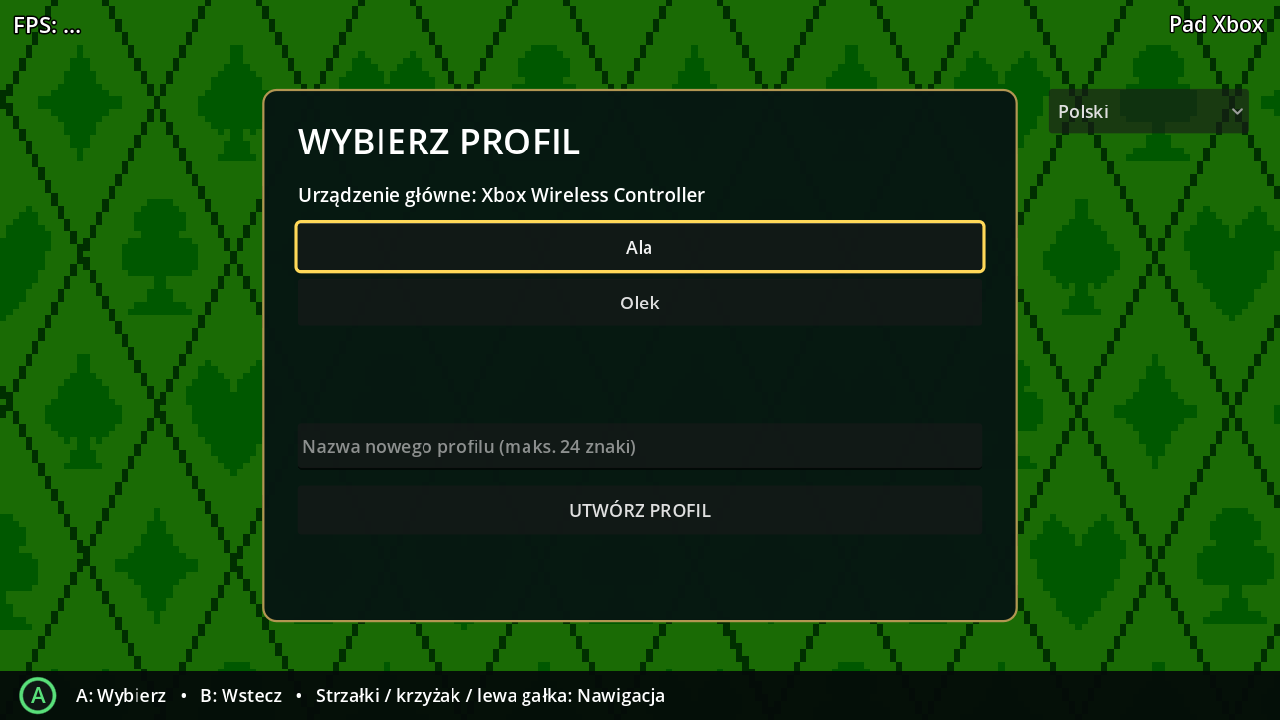 FPS: ...
Pad Xbox
Polski
WYBIERZ PROFIL
Urządzenie główne: Xbox Wireless Controller
Ala
Olek
Nazwa nowego profilu (maks. 24 znaki)
UTWÓRZ PROFIL
A A: Wybierz • B: Wstecz • Strzałki / krzyżak / lewa gałka: Nawigacja